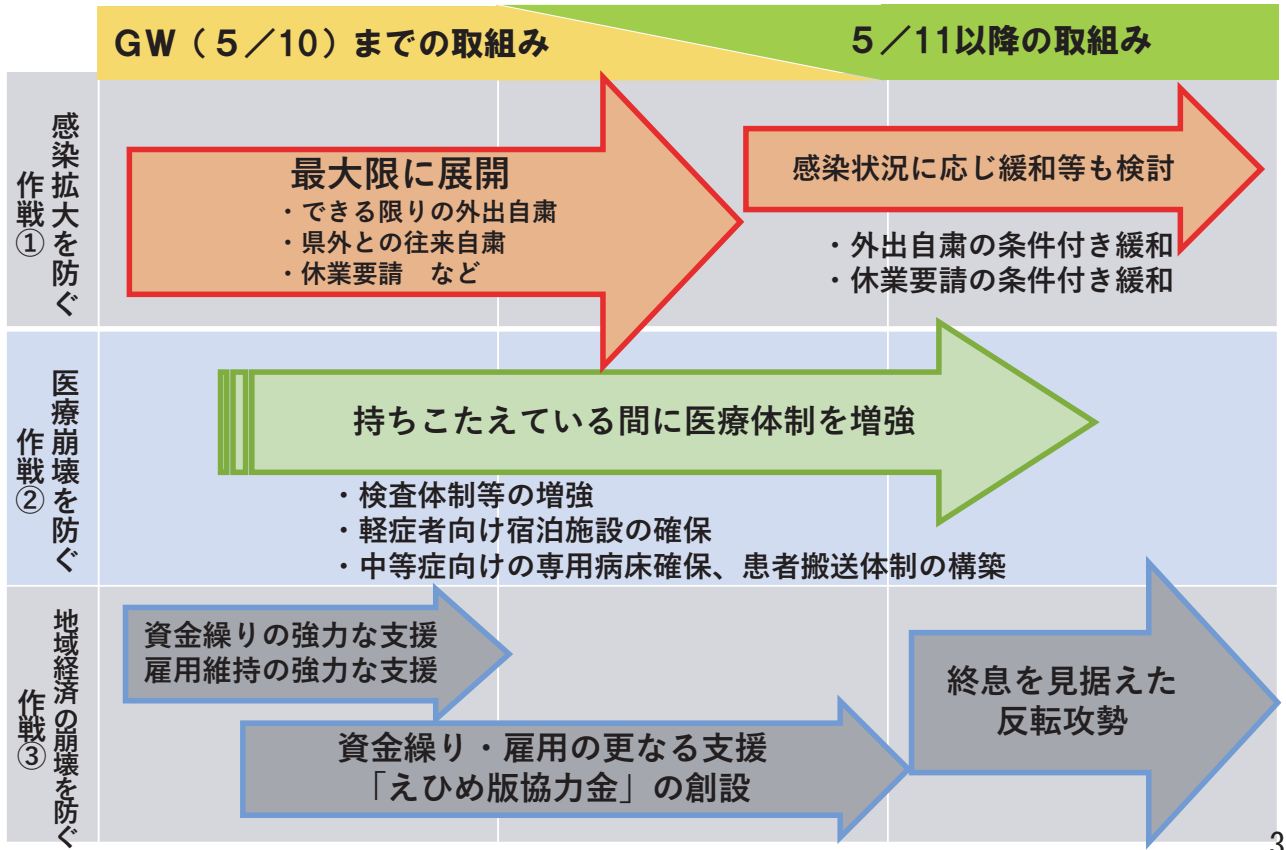 GW（5／10）までの取組み
5／11以降の取組み
作戦①
感染拡大を防ぐ
最大限に展開
・できる限りの外出自粛
・県外との往来自粛
・休業要請　など
感染状況に応じ緩和等も検討
・外出自粛の条件付き緩和
・休業要請の条件付き緩和
作戦②
医療崩壊を防ぐ
持ちこたえている間に医療体制を増強
・検査体制等の増強
・軽症者向け宿泊施設の確保
・中等症向けの専用病床確保、患者搬送体制の構築
作戦③
地域経済の崩壊を防ぐ
資金繰りの強力な支援
雇用維持の強力な支援
資金繰り・雇用の更なる支援
「えひめ版協力金」の創設
終息を見据えた
反転攻勢
3